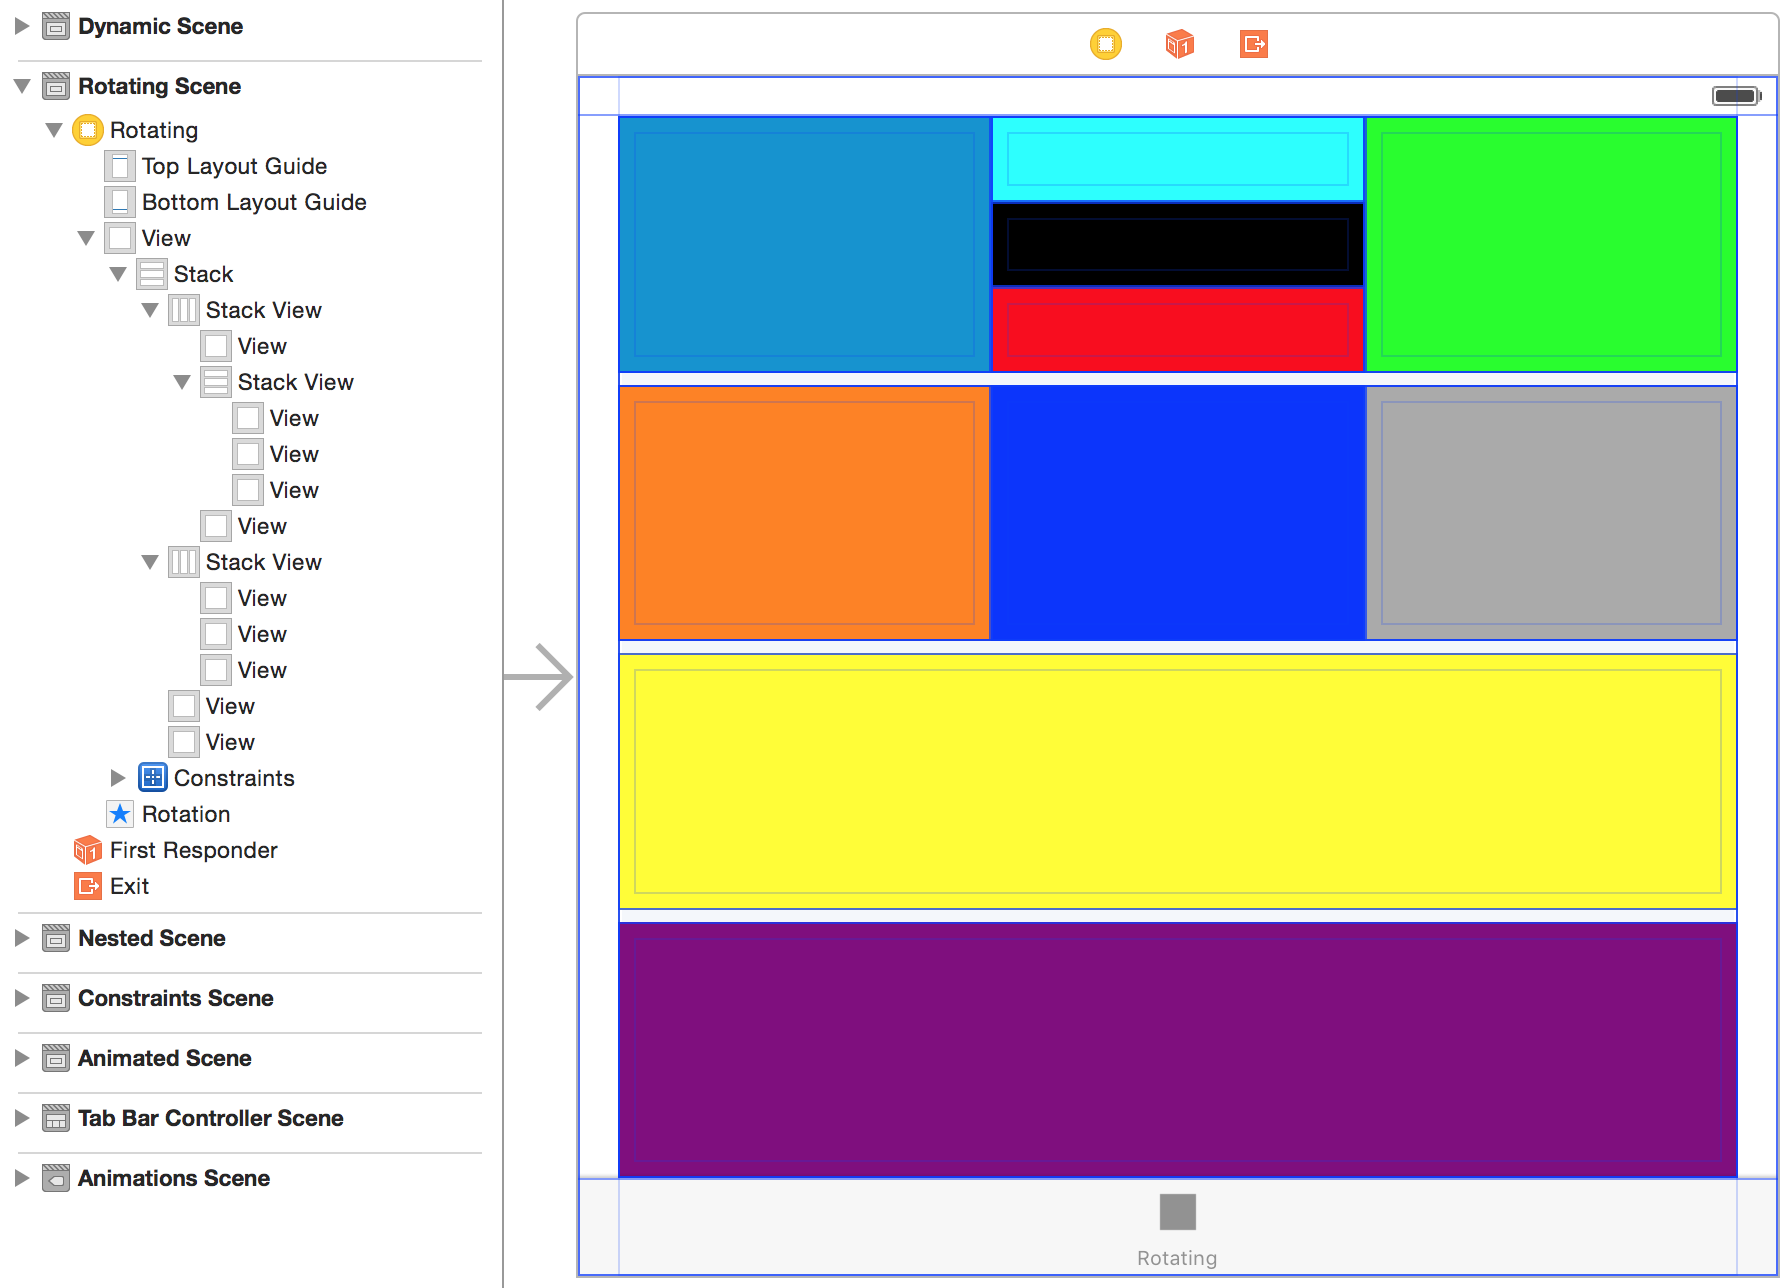 Dynamic Scene
Rotating Scene
Rotating
Top Layout Guide
Bottom Layout Guide
View
Stack
Stack View
View
Stack View
View
View
View
View
Stack View
View
View
View
View
View
Constraints
Rotation
First Responder
Exit
Nested Scene
Constraints Scene
Animated Scene
Tab Bar Controller Scene
Animations Scene
Rotating